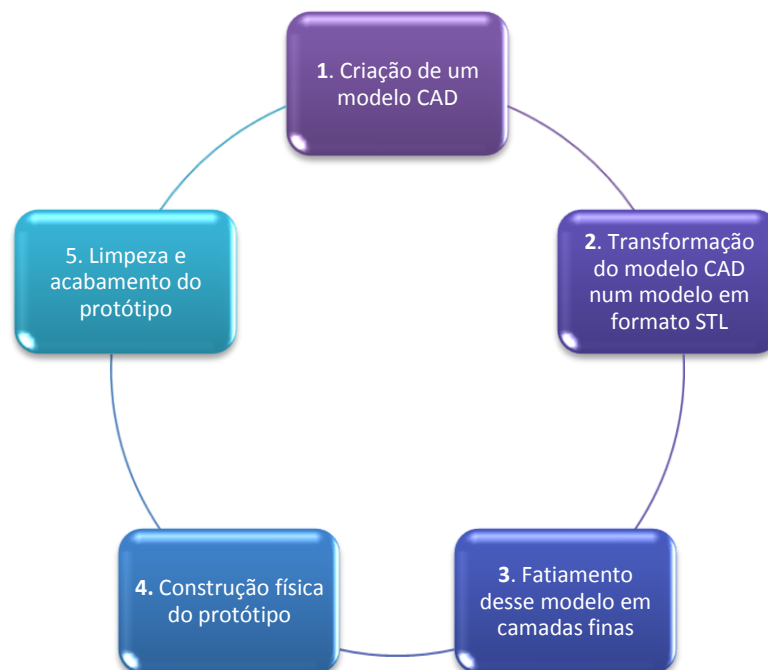 1. Criação de um
modelo CAD
2. Transformação
do modelo CAD
num modelo em
formato STL
3. Fatiamento
desse modelo em
camadas finas
4. Construção física
do protótipo
5. Limpeza e
acabamento do
protótipo